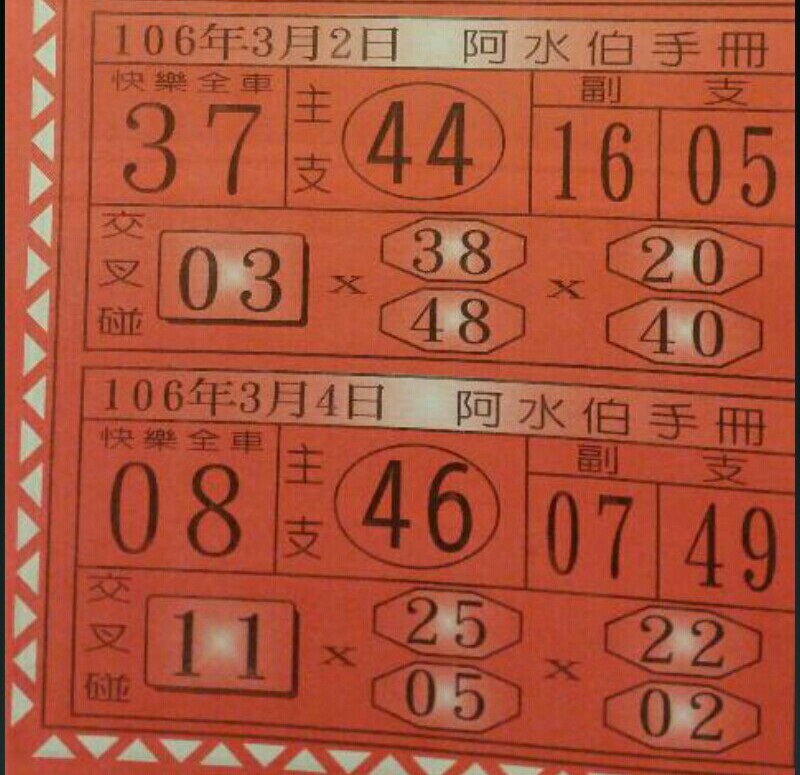 106年3月2日 阿水伯手冊
快樂全車 主支 副支
37 44 16 05
交叉碰
03 x 38 48 x 20 40
106年3月4日 阿水伯手冊
快樂全車 主支 副支
08 46 07 49
交叉碰
11 x 25 05 x 22 02